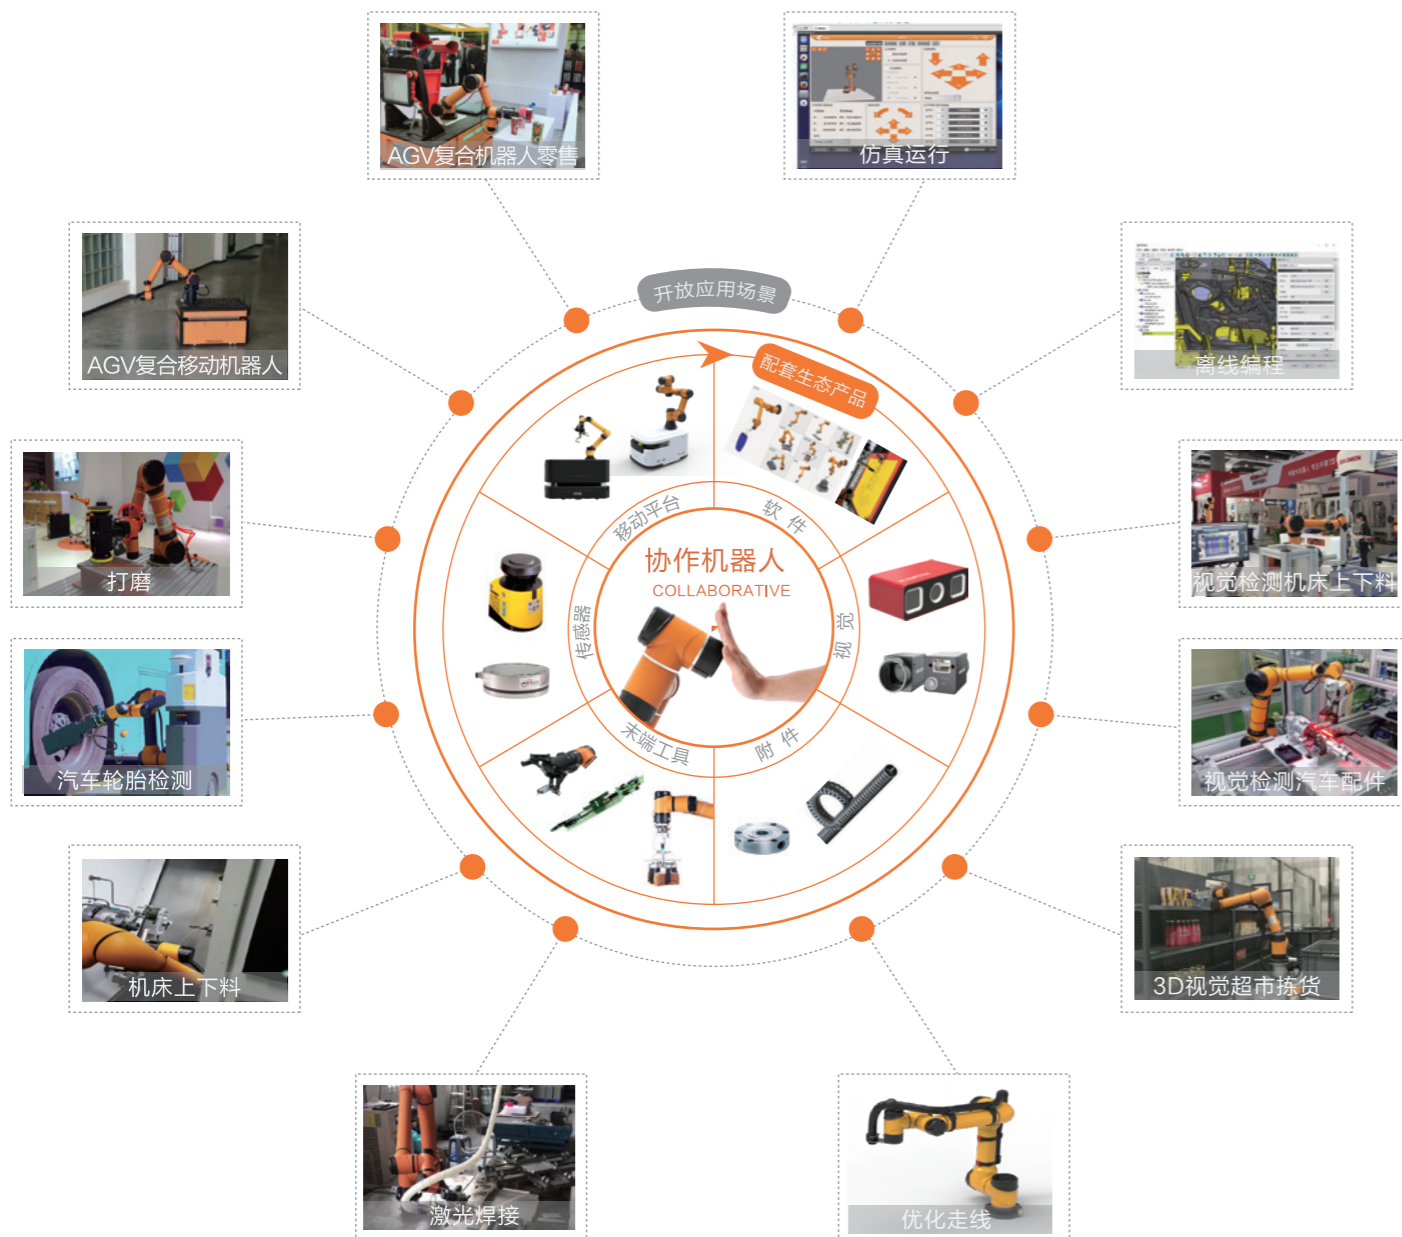 AGV复合机器人零售
仿真运行
AGV复合移动机器人
离线编程
开放应用场景
配套生态产品
打磨
视觉检测机床上下料
移动平台
软件
协作机器人
COLLABORATIVE
传感器
视觉
末端工具
附件
汽车轮胎检测
视觉检测汽车配件
机床上下料
3D视觉超市拣货
激光焊接
优化走线